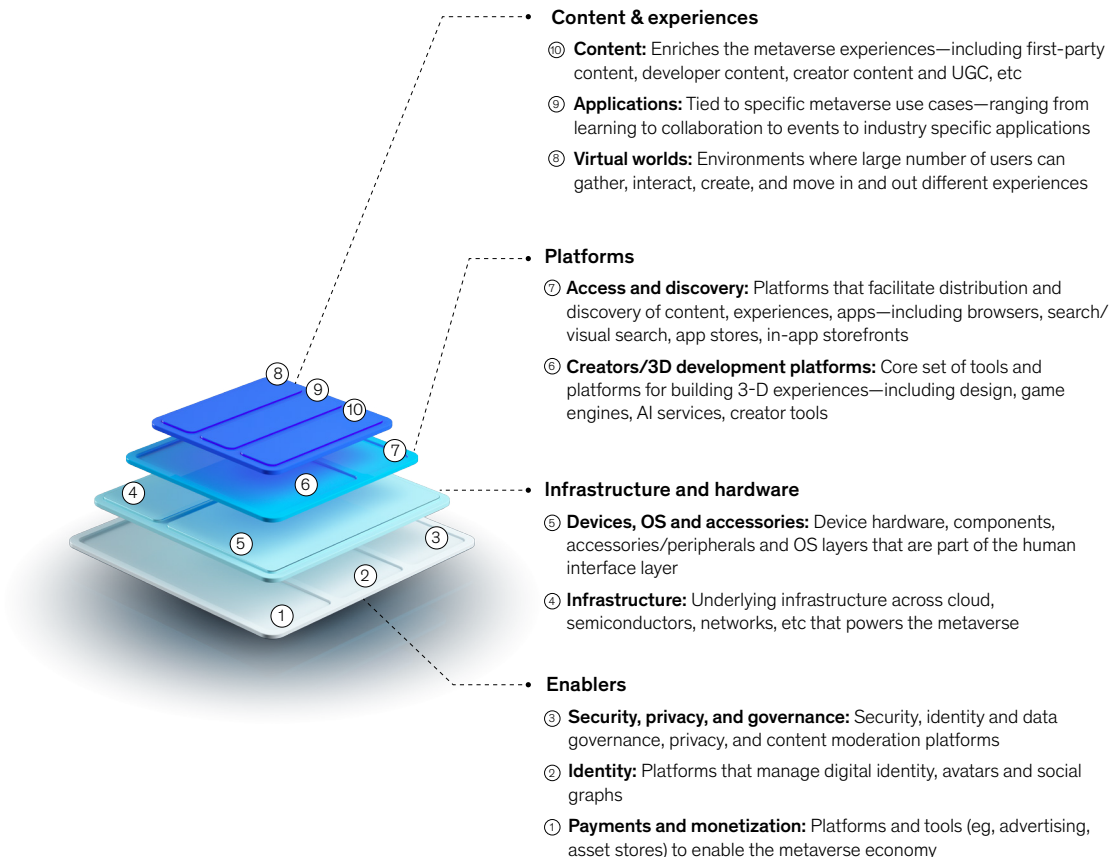 Content & experiences
⑩ Content: Enriches the metaverse experiences—including first-party
content, developer content, creator content and UGC, etc
⑨ Applications: Tied to specific metaverse use cases—ranging from
learning to collaboration to events to industry specific applications
⑧ Virtual worlds: Environments where large number of users can
gather, interact, create, and move in and out different experiences
Platforms
⑦ Access and discovery: Platforms that facilitate distribution and
discovery of content, experiences, apps—including browsers, search/
visual search, app stores, in-app storefronts
⑥ Creators/3D development platforms: Core set of tools and
platforms for building 3-D experiences—including design, game
engines, AI services, creator tools
Infrastructure and hardware
⑤ Devices, OS and accessories: Device hardware, components,
accessories/peripherals and OS layers that are part of the human
interface layer
④ Infrastructure: Underlying infrastructure across cloud,
semiconductors, networks, etc that powers the metaverse
Enablers
③ Security, privacy, and governance: Security, identity and data
governance, privacy, and content moderation platforms
② Identity: Platforms that manage digital identity, avatars and social
graphs
① Payments and monetization: Platforms and tools (eg, advertising,
asset stores) to enable the metaverse economy
⑧
⑨
⑩
⑦
⑥
④
⑤
③
②
①